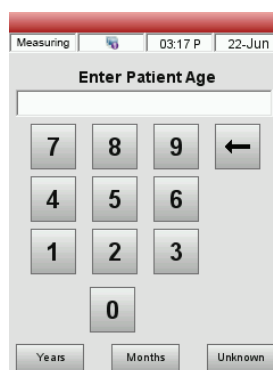 Measuring 03:17 P 22-Jun
Enter Patient Age
7 8 9
4 5 6
1 2 3
0
Years Months Unknown